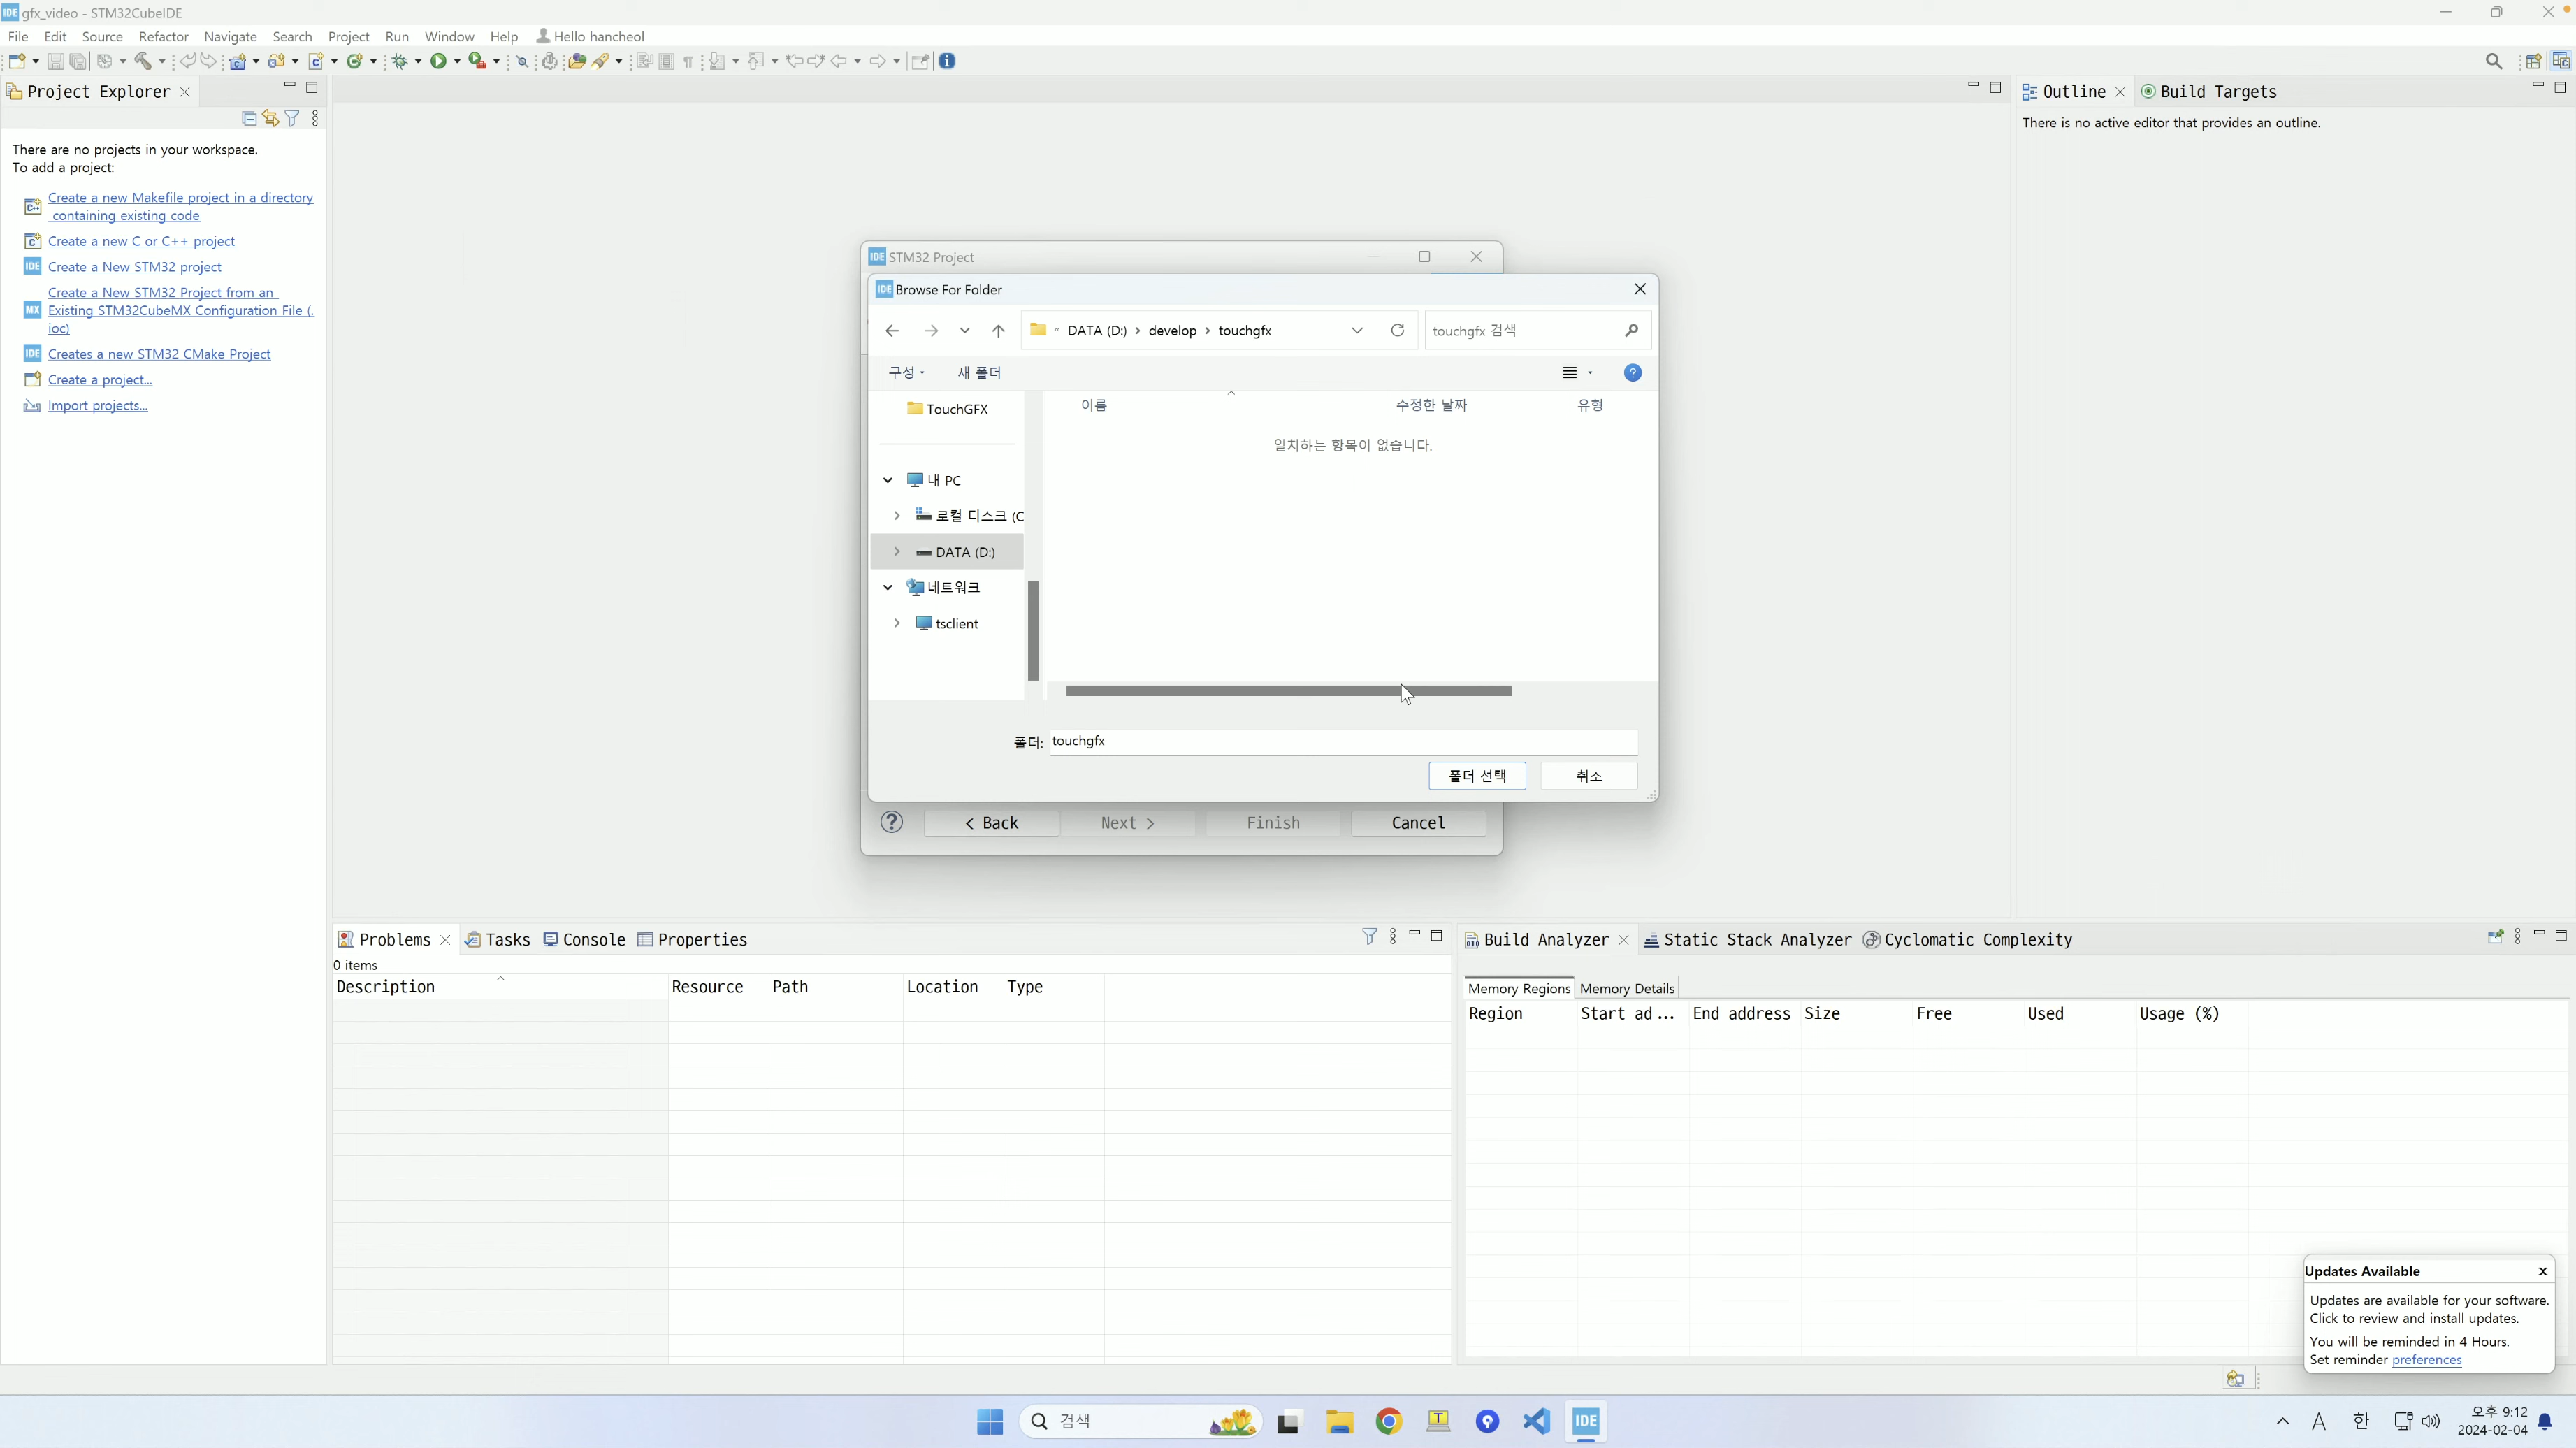 IDE gfx_video - STM32CubeIDE
File Edit Source Refactor Navigate Search Project Run Window Help Hello hancheol
Project Explorer
There are no projects in your workspace.
To add a project:
Create a new Makefile project in a directory
containing existing code
Create a new C or C++ project
IDE Create a New STM32 project
Create a New STM32 Project from an
MX Existing STM32CubeMX Configuration File (.
ioc)
IDE Creates a new STM32 CMake Project
Create a project...
Import projects...
Outline Build Targets
There is no active editor that provides an outline.
IDE STM32 Project
IDE Browse For Folder
« DATA (D:) › develop › touchgfx
touchgfx 검색
구성 새 폴더
TouchGFX
내 PC
로컬 디스크 (C
DATA (D:)
네트워크
tsclient
이름 수정한 날짜 유형
일치하는 항목이 없습니다.
폴더: touchgfx
폴더 선택 취소
? < Back Next > Finish Cancel
Problems Tasks Console Properties
0 items
Description Resource Path Location Type
Build Analyzer Static Stack Analyzer Cyclomatic Complexity
Memory Regions Memory Details
Region Start ad... End address Size Free Used Usage (%)
Updates Available
Updates are available for your software.
Click to review and install updates.
You will be reminded in 4 Hours.
Set reminder preferences
검색
IDE
A 한
오후 9:12
2024-02-04